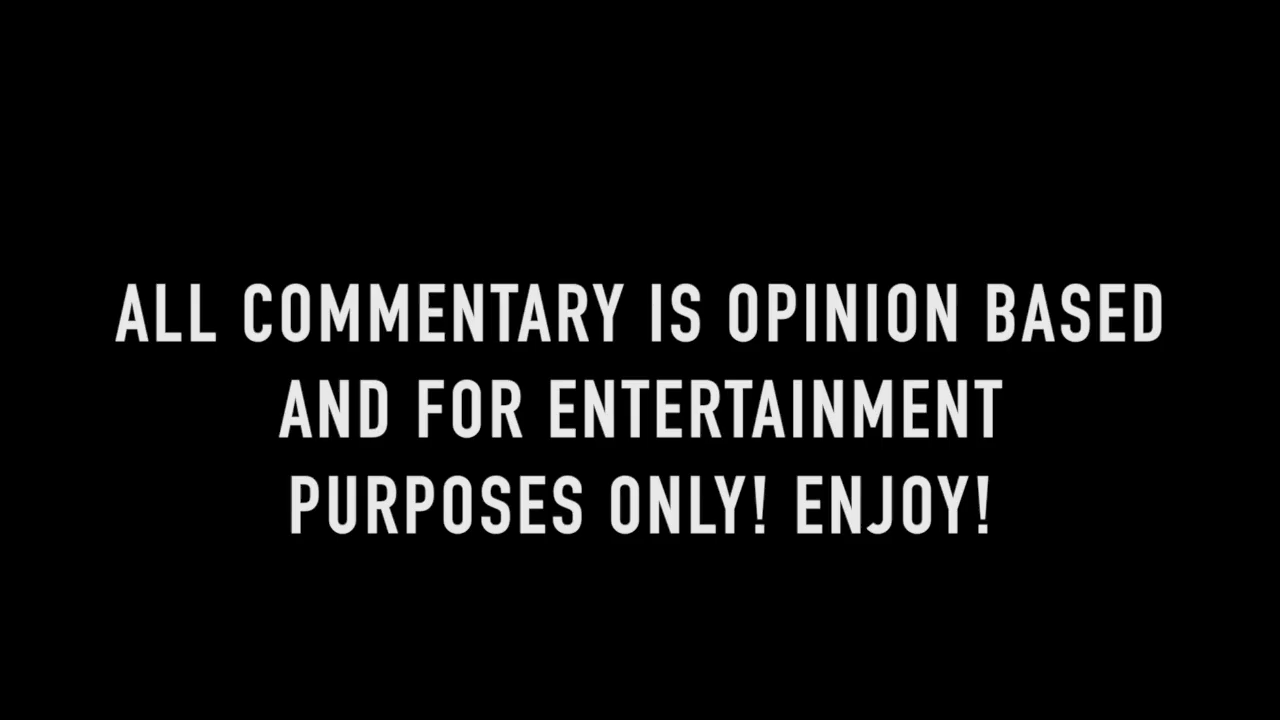 ALL COMMENTARY IS OPINION BASED
AND FOR ENTERTAINMENT
PURPOSES ONLY! ENJOY!